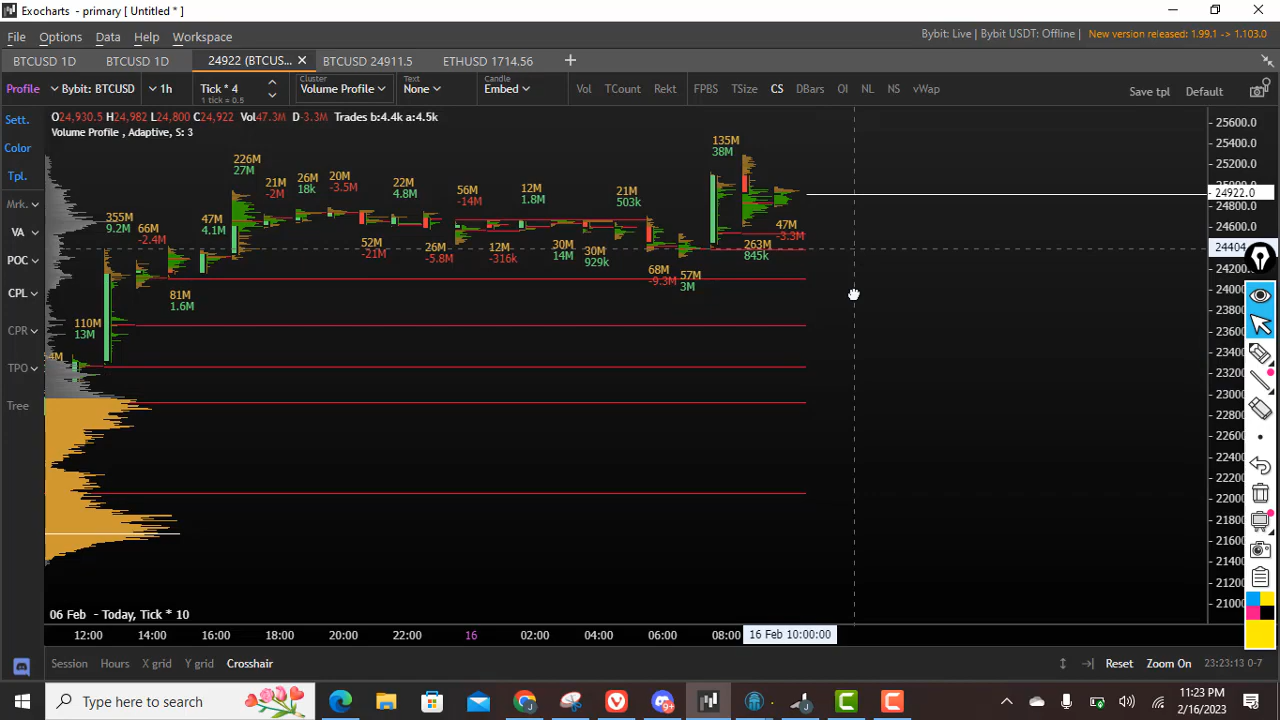 Exocharts - primary [ Untitled * ]
File Options Data Help Workspace
Bybit: Live | Bybit USDT: Offline | New version released: 1.99.1 -> 1.103.0
BTCUSD 1D BTCUSD 1D 24922 (BTCUS... BTCUSD 24911.5 ETHUSD 1714.56
Profile Bybit: BTCUSD 1h Tick * 4
1 tick = 0.5
Cluster
Volume Profile
Text
None
Candle
Embed
Vol TCount Rekt FPBS TSize CS DBars OI NL NS vWap
Save tpl Default
Sett.
Color
Tpl.
Mrk.
VA
POC
CPL
CPR
TPO
Tree
O24,930.5 H24,982 L24,800 C24,922 Vol47.3M D-3.3M Trades b:4.4k a:4.5k
Volume Profile , Adaptive, S: 3
110M
13M
355M
9.2M
66M
-2.4M
81M
1.6M
47M
4.1M
226M
27M
21M
-2M
26M
18k
20M
-3.5M
52M
-21M
22M
4.8M
26M
-5.8M
56M
-14M
12M
-316k
12M
1.8M
30M
14M
30M
929k
21M
503k
68M
-9.3M
57M
3M
135M
38M
263M
845k
47M
-3.3M
25600.0
25400.0
25200.0
24922.0
24800.0
24600.0
24404
24200.0
24000.0
23800.0
23600.0
23400.0
23200.0
23000.0
22800.0
22600.0
22400.0
22200.0
22000.0
21800.0
21600.0
21400.0
21200.0
21000.0
06 Feb - Today, Tick * 10
12:00 14:00 16:00 18:00 20:00 22:00 16 02:00 04:00 06:00 08:00 16 Feb 10:00:00
Session Hours X grid Y grid Crosshair
Reset Zoom On 23:23:13 0-7
Type here to search
9+
11:23 PM
2/16/2023